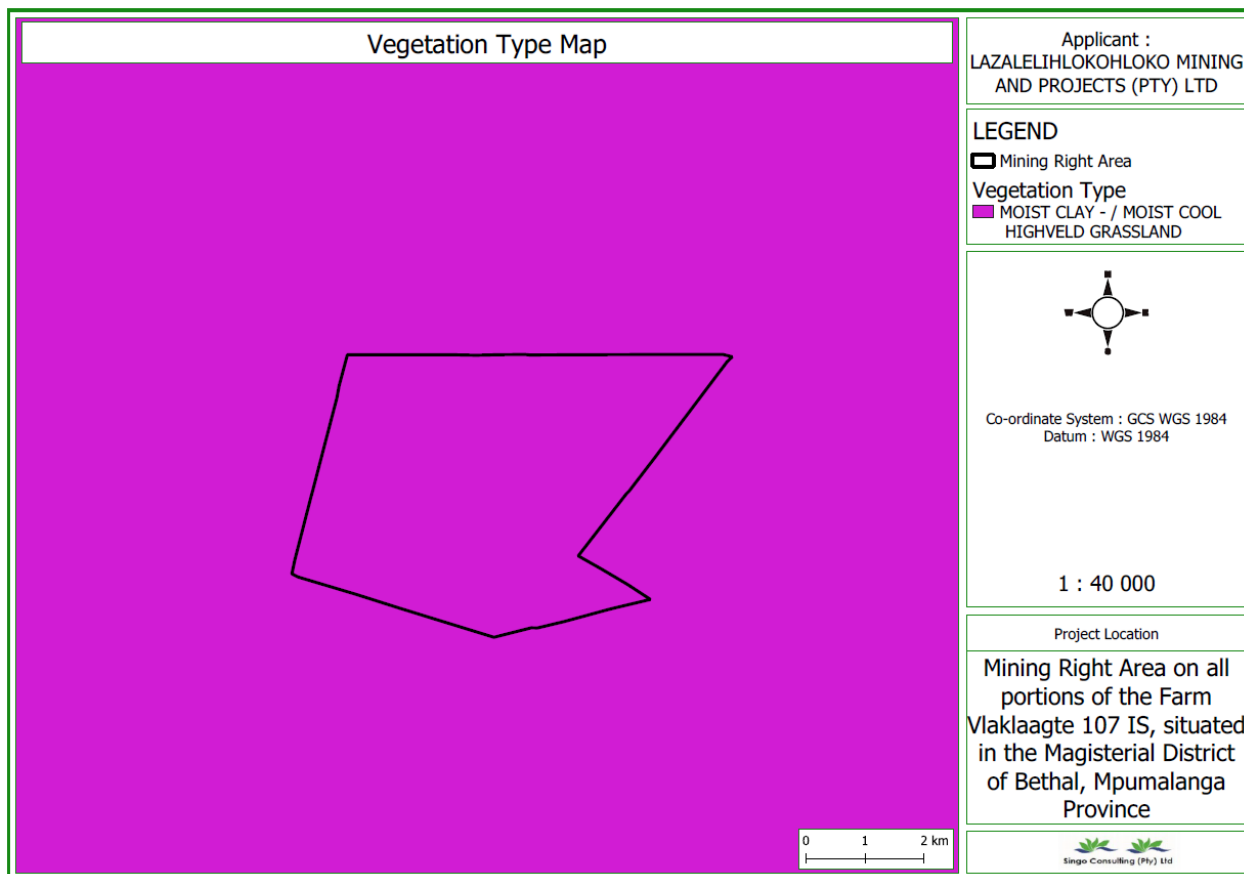 Vegetation Type Map
Applicant :
LAZALELIHLOKOHLOKO MINING
AND PROJECTS (PTY) LTD
LEGEND
Mining Right Area
Vegetation Type
MOIST CLAY - / MOIST COOL
HIGHVELD GRASSLAND
Co-ordinate System : GCS WGS 1984
Datum : WGS 1984
1 : 40 000
Project Location
Mining Right Area on all
portions of the Farm
Vlaklaagte 107 IS, situated
in the Magisterial District
of Bethal, Mpumalanga
Province
0 1 2 km
Singo Consulting (Pty) Ltd